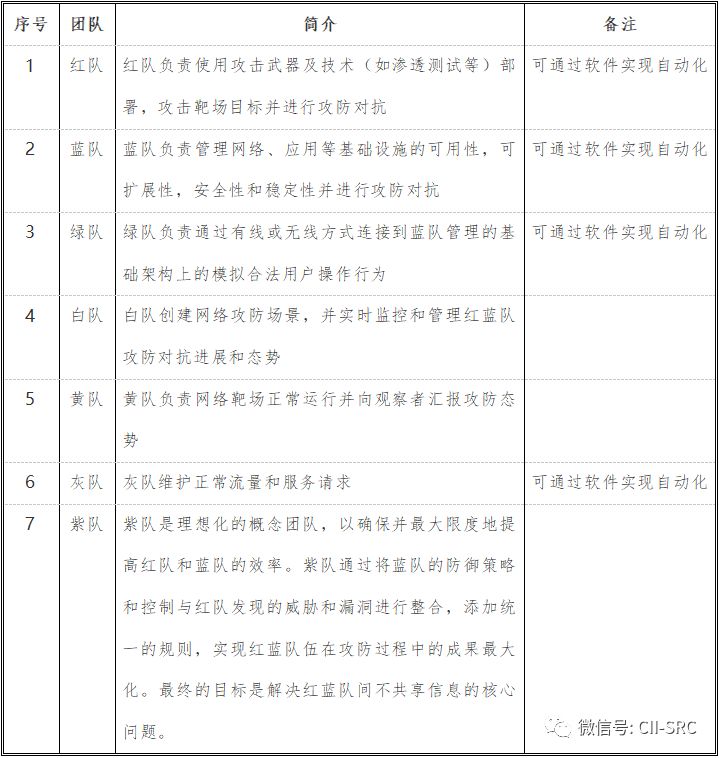 序号 团队 简介 备注
1 红队 红队负责使用攻击武器及技术（如渗透测试等）部 可通过软件实现自动化
署，攻击靶场目标并进行攻防对抗
2 蓝队 蓝队负责管理网络、应用等基础设施的可用性，可 可通过软件实现自动化
扩展性，安全性和稳定性并进行攻防对抗
3 绿队 绿队负责通过有线或无线方式连接到蓝队管理的基 可通过软件实现自动化
础架构上的模拟合法用户操作行为
4 白队 白队创建网络攻防场景，并实时监控和管理红蓝队
攻防对抗进展和态势
5 黄队 黄队负责网络靶场正常运行并向观察者汇报攻防态
势
6 灰队 灰队维护正常流量和服务请求 可通过软件实现自动化
7 紫队 紫队是理想化的概念团队，以确保并最大限度地提
高红队和蓝队的效率。紫队通过将蓝队的防御策略
和控制与红队发现的威胁和漏洞进行整合，添加统
一的规则，实现红蓝队伍在攻防过程中的成果最大
化。最终的目标是解决红蓝队间不共享信息的核心
问题。
微信号: CII-SRC